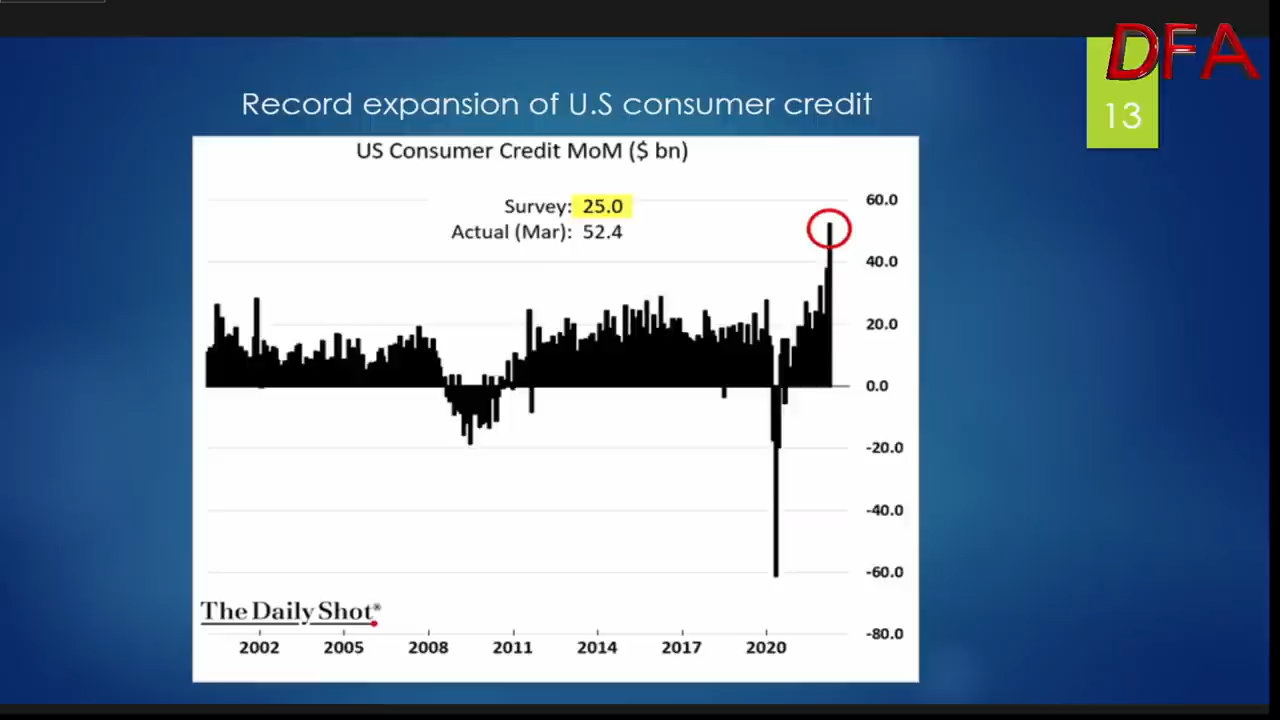 DFA
13
Record expansion of U.S consumer credit
US Consumer Credit MoM ($ bn)
Survey: 25.0
Actual (Mar): 52.4
60.0
40.0
20.0
0.0
-20.0
-40.0
-60.0
-80.0
The Daily Shot®
2002 2005 2008 2011 2014 2017 2020